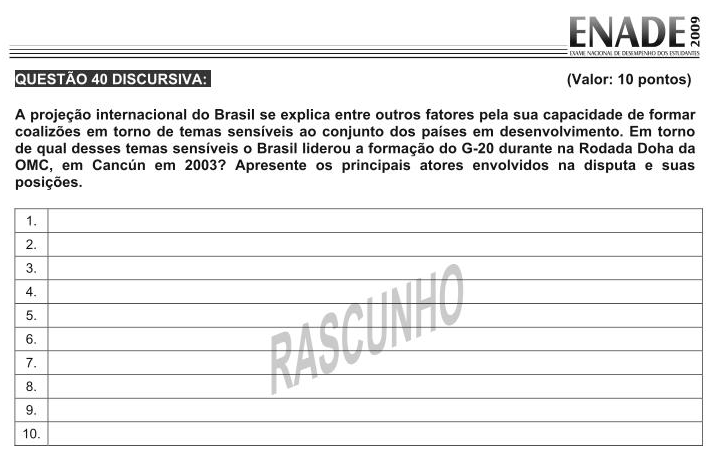 ENADE 2009
EXAME NACIONAL DE DESEMPENHO DOS ESTUDANTES
QUESTÃO 40 DISCURSIVA:
(Valor: 10 pontos)
A projeção internacional do Brasil se explica entre outros fatores pela sua capacidade de formar
coalizões em torno de temas sensíveis ao conjunto dos países em desenvolvimento. Em torno
de qual desses temas sensíveis o Brasil liderou a formação do G-20 durante na Rodada Doha da
OMC, em Cancún em 2003? Apresente os principais atores envolvidos na disputa e suas
posições.
1.
2.
3.
4.
5.
6.
7.
8.
9.
10.
RASCUNHO